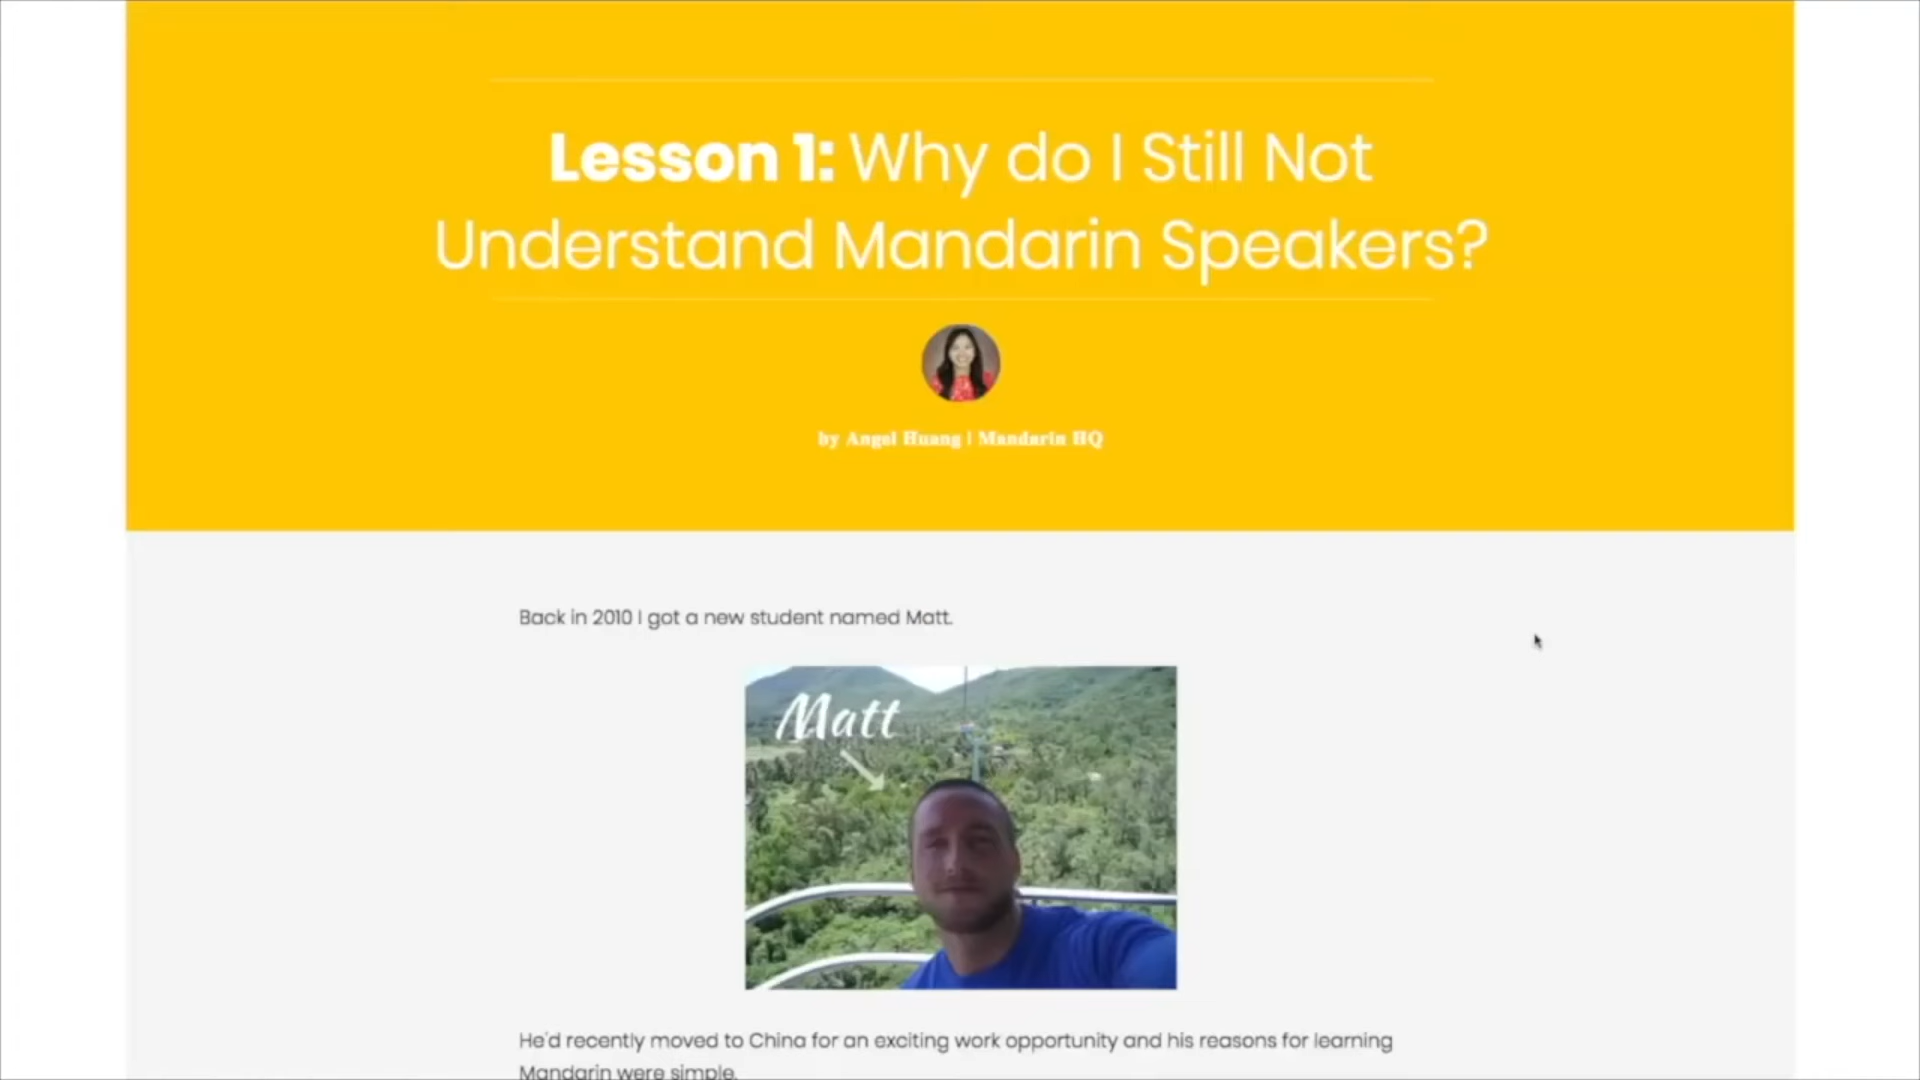 Lesson 1: Why do I Still Not
Understand Mandarin Speakers?
by Angel Huang | Mandarin HQ
Back in 2010 I got a new student named Matt.
Matt
He'd recently moved to China for an exciting work opportunity and his reasons for learning
Mandarin were simple.